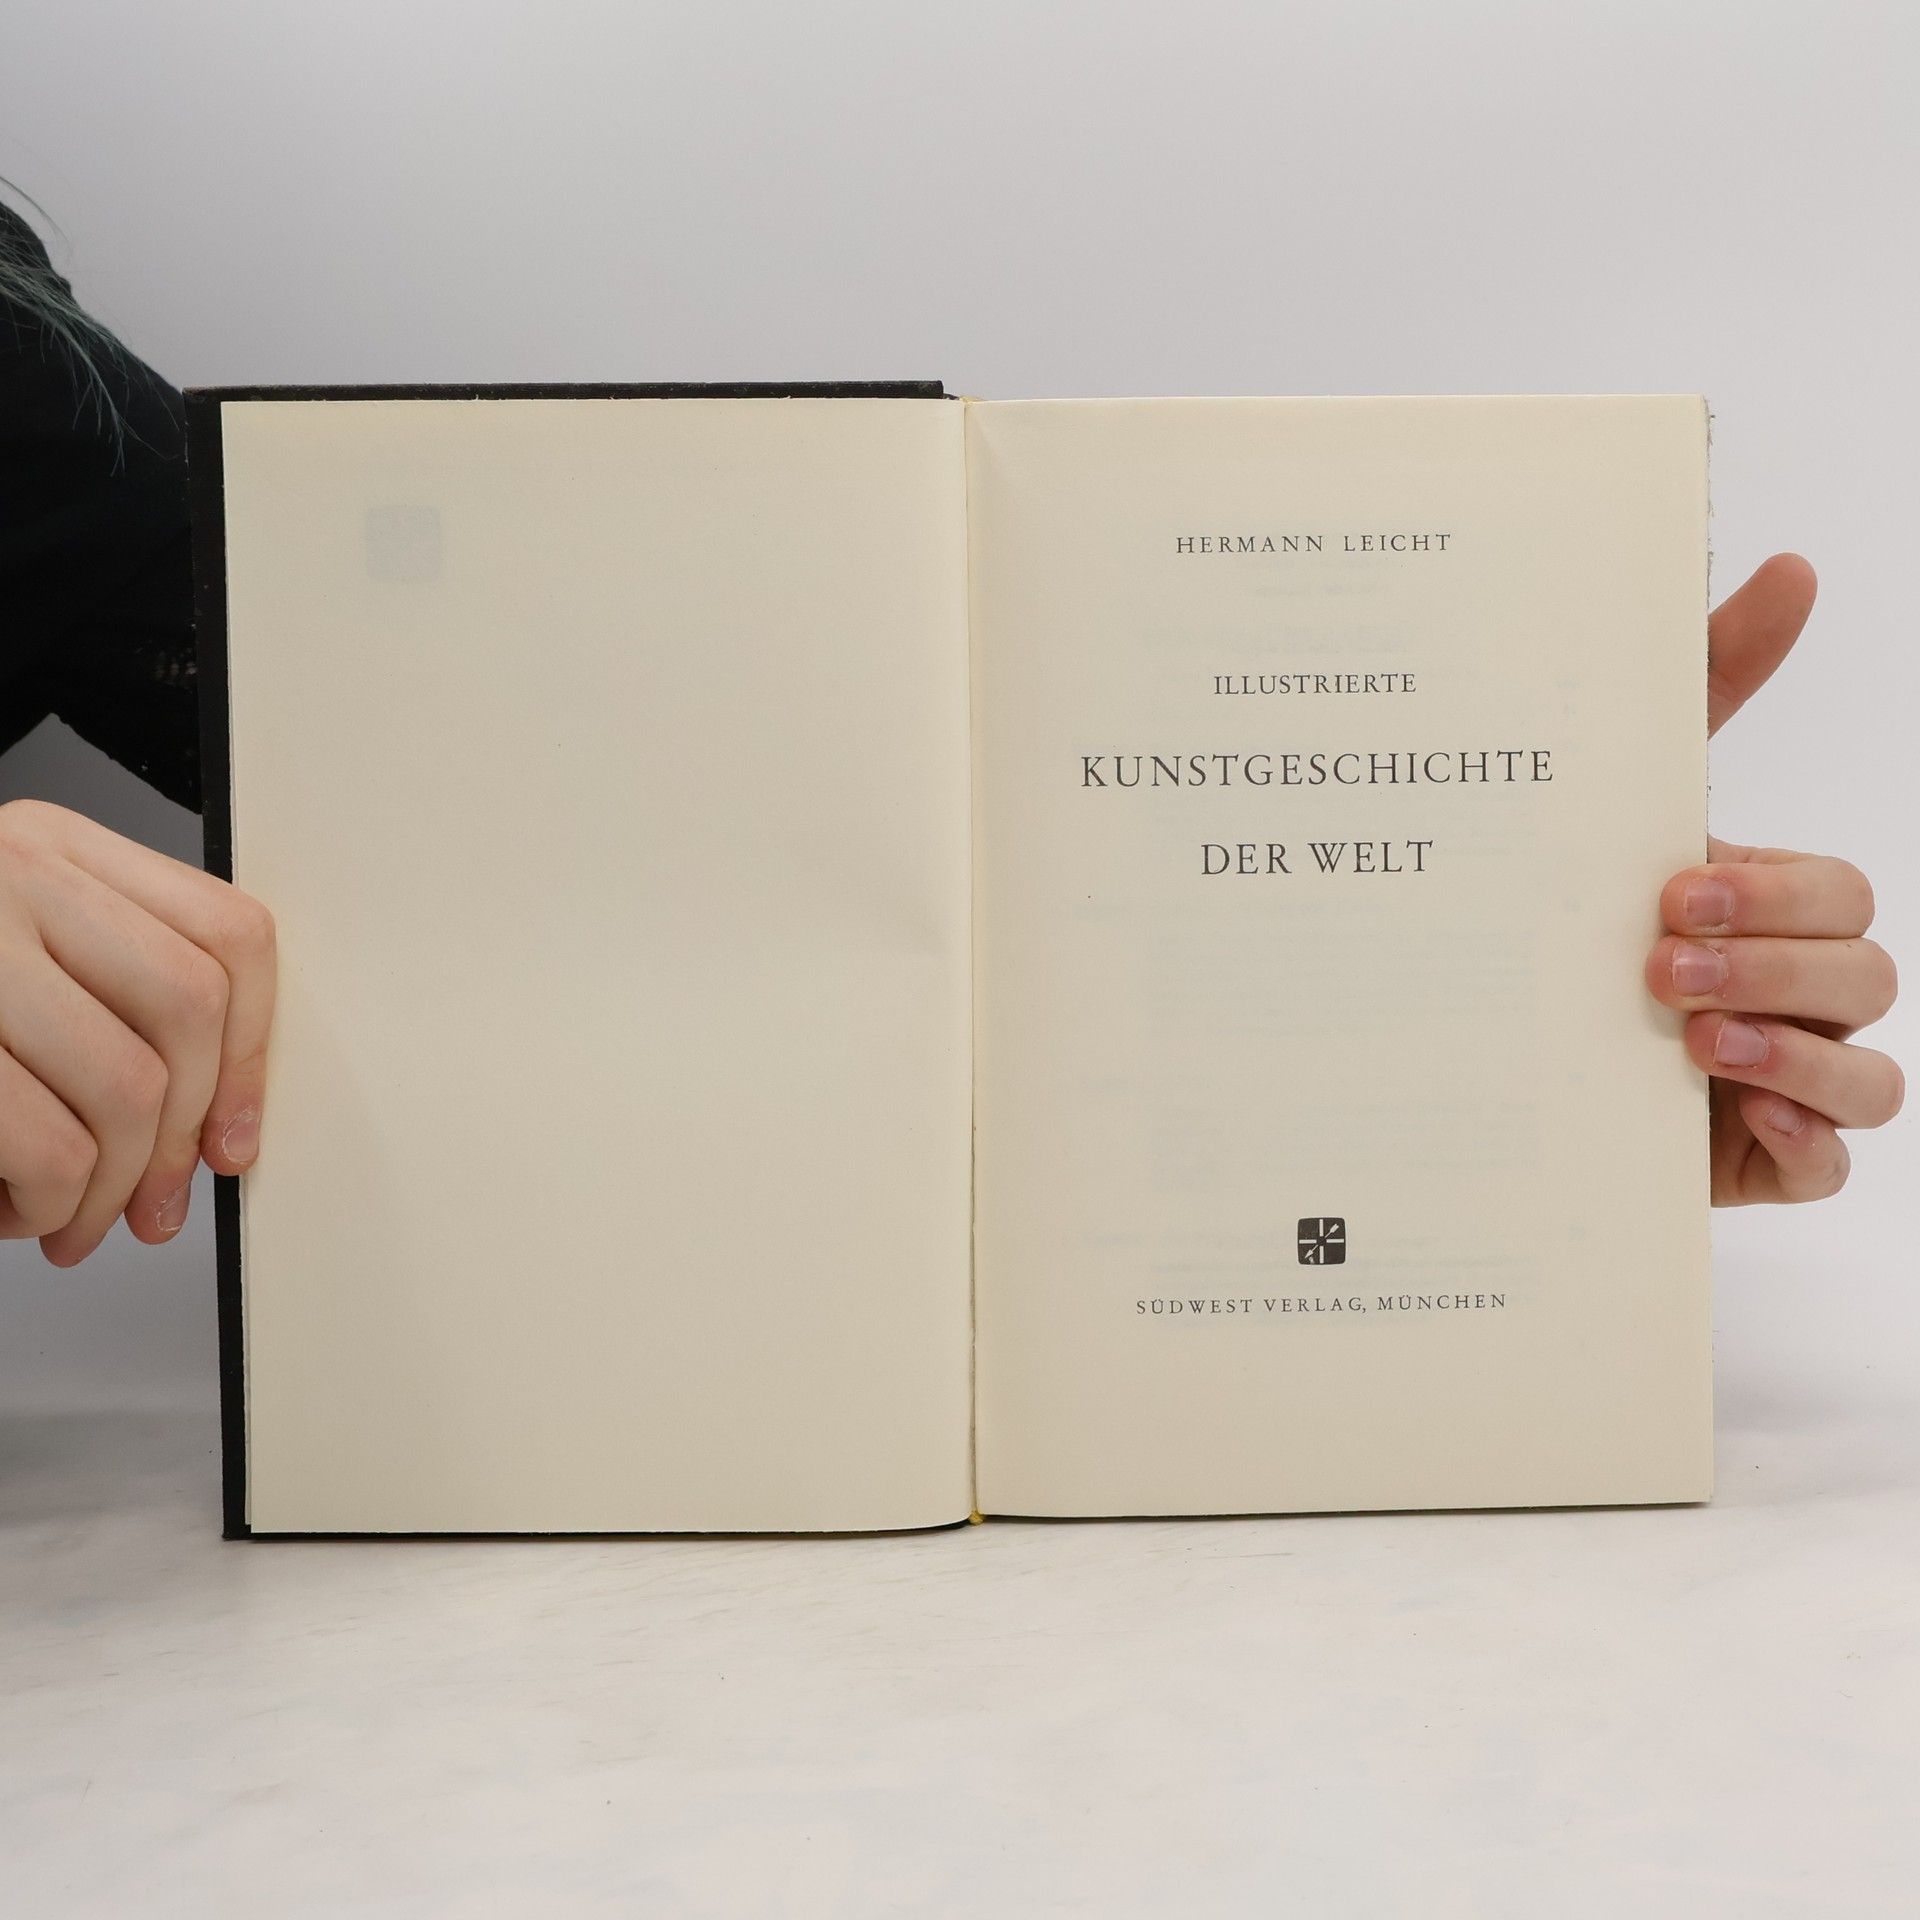 HERMANN LEICHT
ILLUSTRIERTE
KUNSTGESCHICHTE
DER WELT
SÜDWEST VERLAG, MÜNCHEN